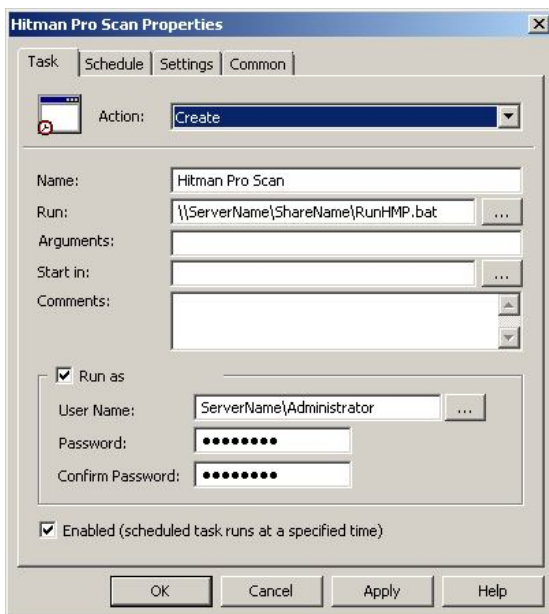 Hitman Pro Scan Properties
Task Schedule Settings Common
Action: Create
Name: Hitman Pro Scan
Run: \\ServerName\ShareName\RunHMP.bat ...
Arguments:
Start in: ...
Comments:
Run as
User Name: ServerName\Administrator ...
Password: ●●●●●●●●
Confirm Password: ●●●●●●●●
Enabled (scheduled task runs at a specified time)
OK Cancel Apply Help